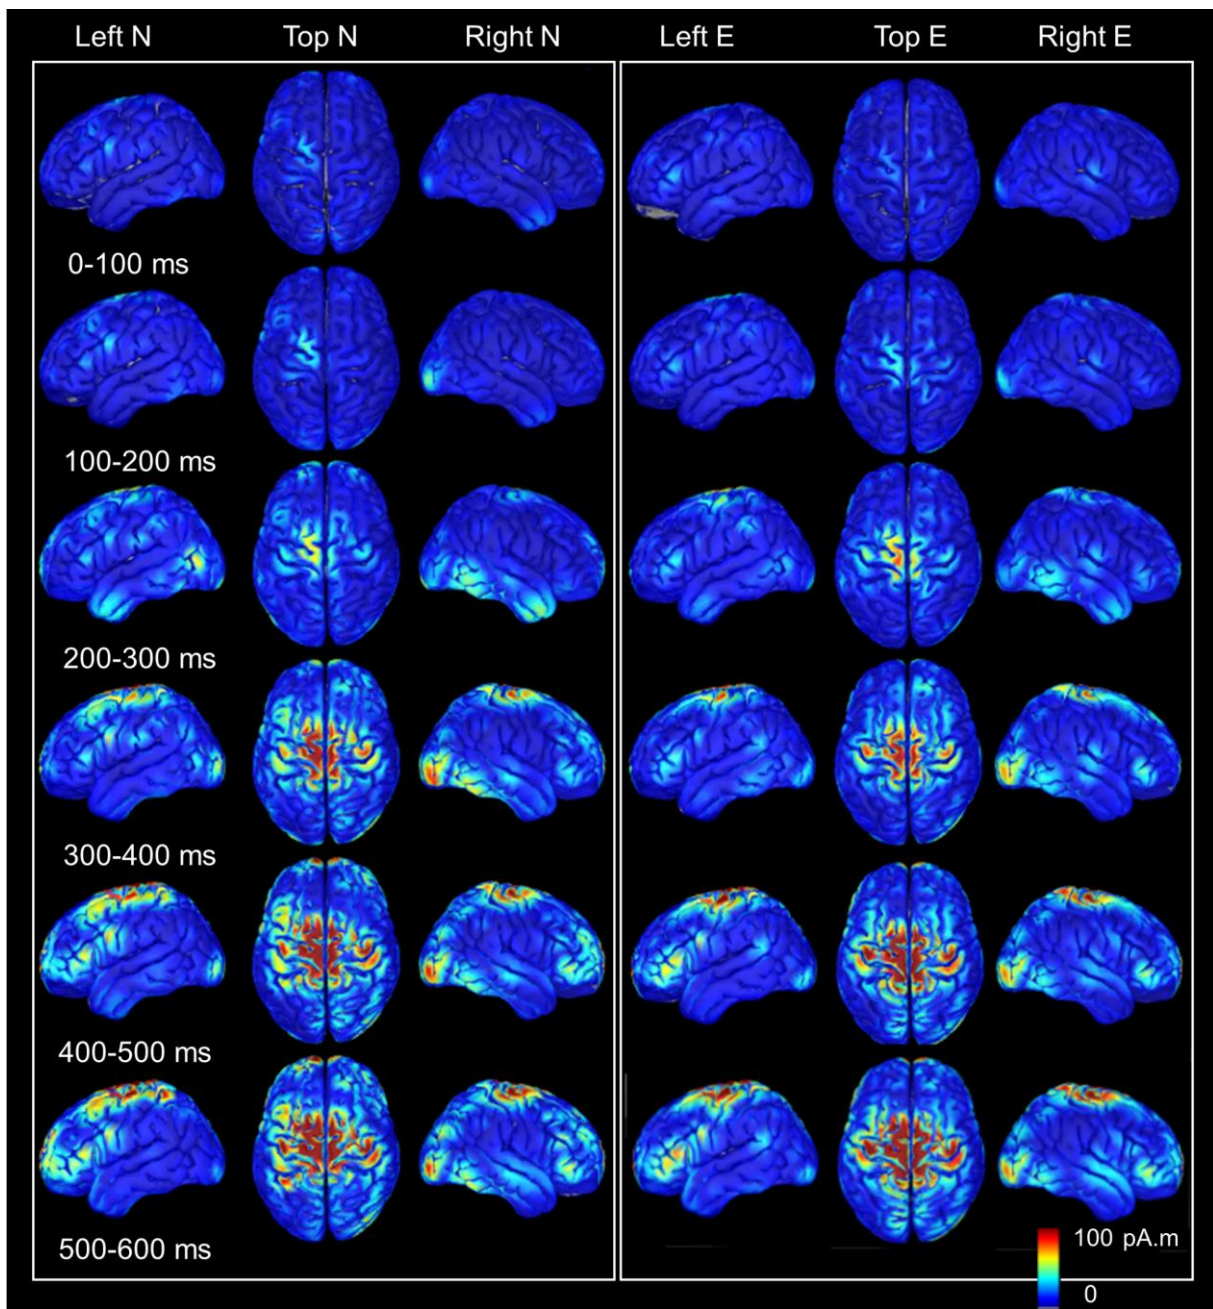 Left N Top N Right N Left E Top E Right E
0-100 ms
100-200 ms
200-300 ms
300-400 ms
400-500 ms
500-600 ms
100 pA.m
0